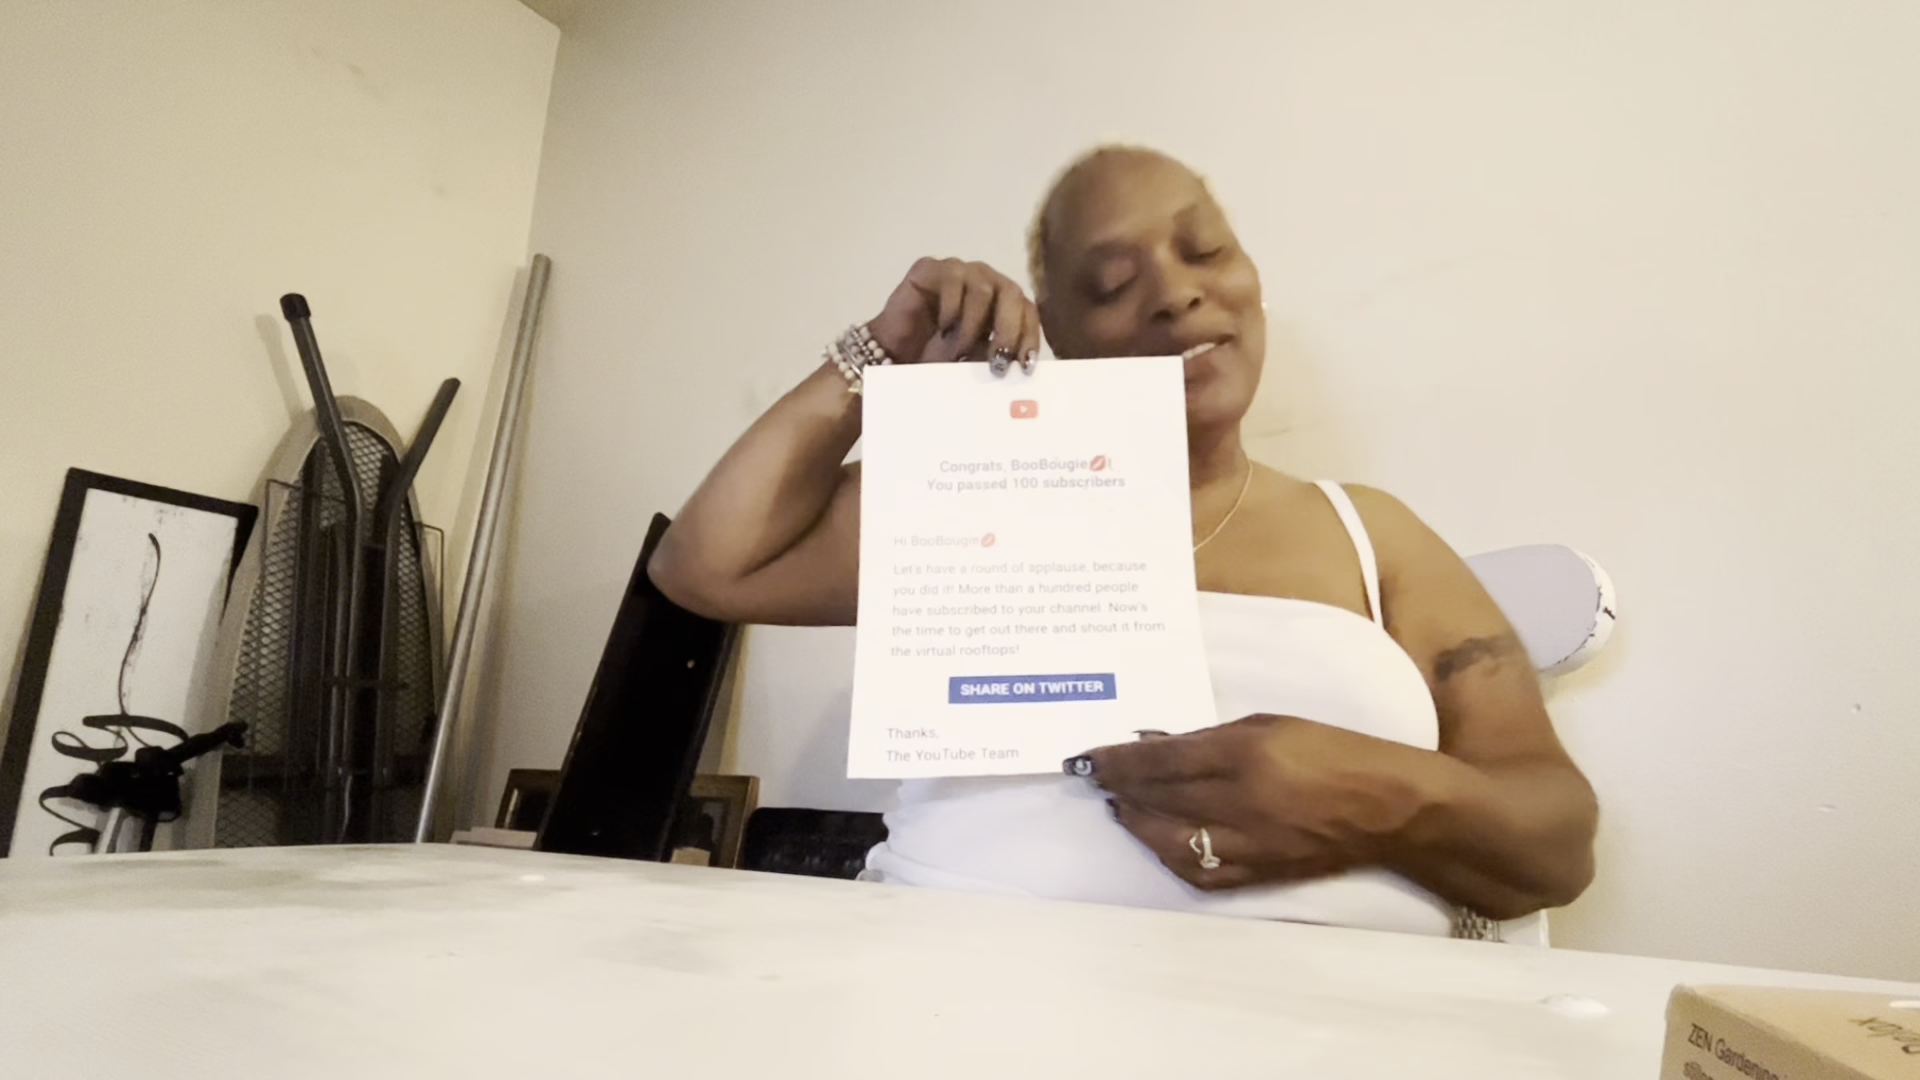 Congrats, BooBougie💋!
You passed 100 subscribers
Hi BooBougie💋
Let's have a round of applause, because
you did it! More than a hundred people
have subscribed to your channel. Now's
the time to get out there and shout it from
the virtual rooftops!
SHARE ON TWITTER
Thanks,
The YouTube Team
ZEN Gardening